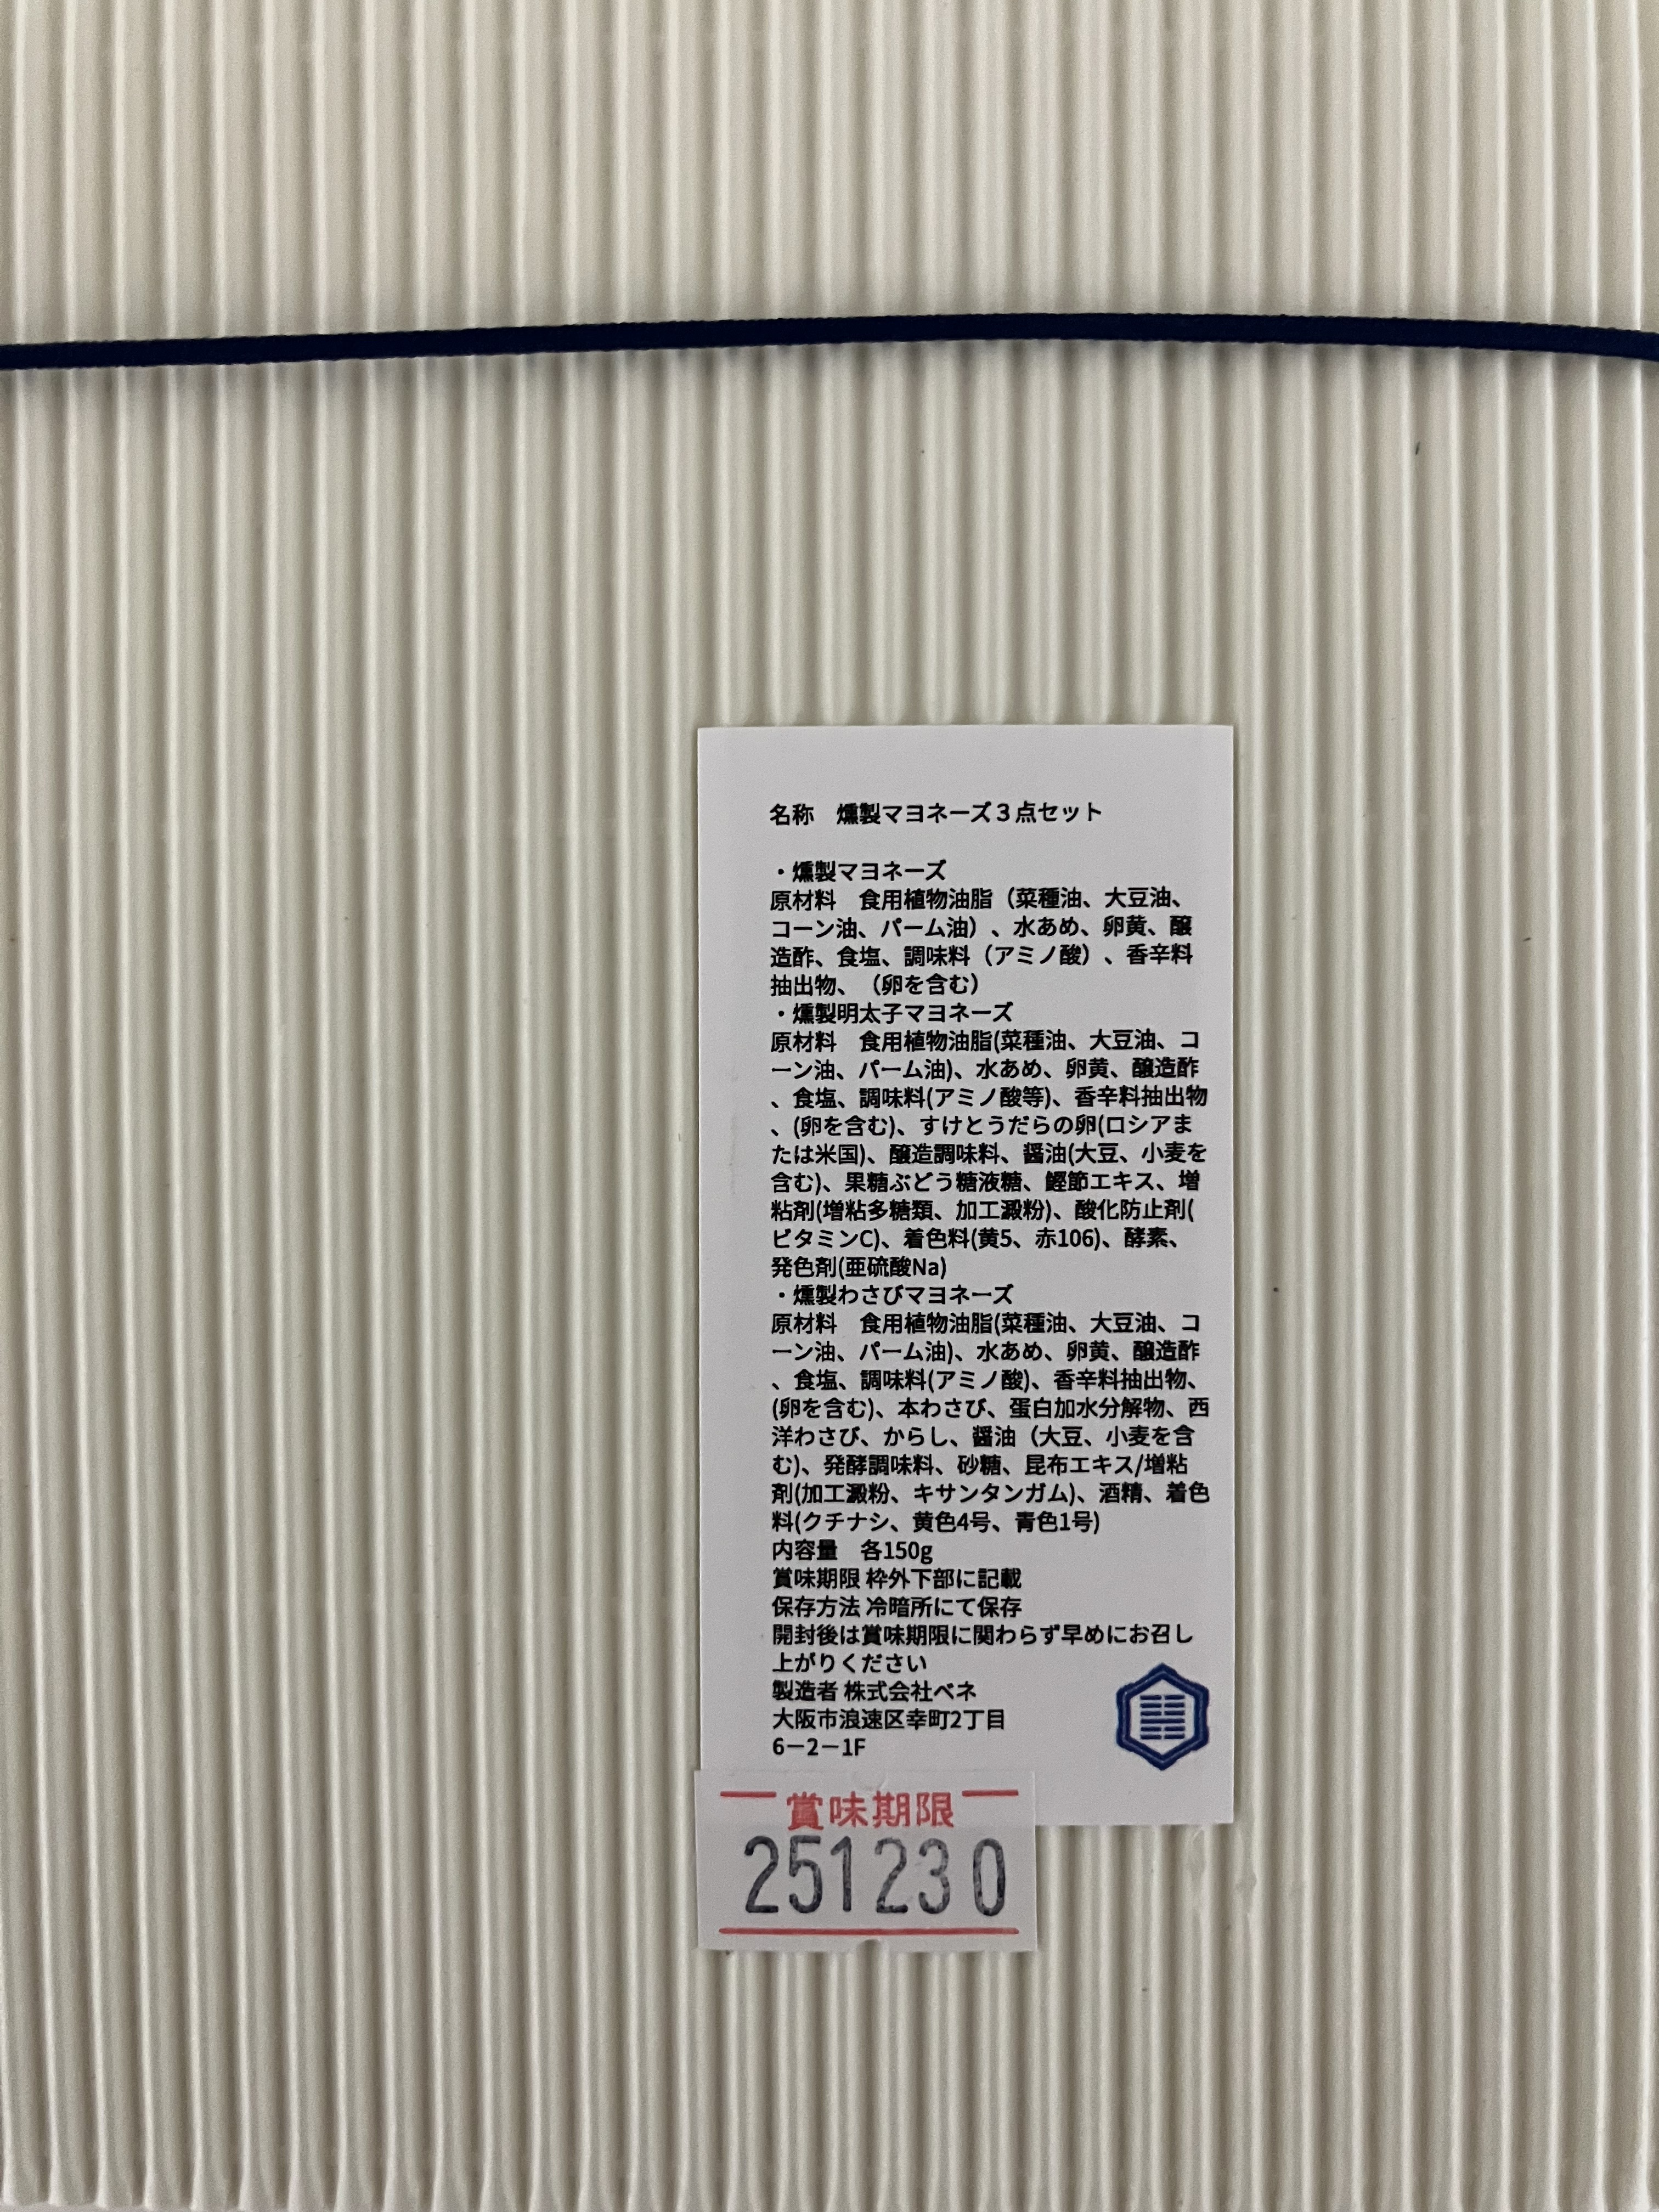 名称　燻製マヨネーズ３点セット
・燻製マヨネーズ
原材料　食用植物油脂（菜種油、大豆油、
コーン油、パーム油）、水あめ、卵黄、醸
造酢、食塩、調味料（アミノ酸）、香辛料
抽出物、（卵を含む）
・燻製明太子マヨネーズ
原材料　食用植物油脂(菜種油、大豆油、コ
ーン油、パーム油)、水あめ、卵黄、醸造酢
、食塩、調味料(アミノ酸等)、香辛料抽出物
、(卵を含む)、すけとうだらの卵(ロシアま
たは米国)、醸造調味料、醤油(大豆、小麦を
含む)、果糖ぶどう糖液糖、鰹節エキス、増
粘剤(増粘多糖類、加工澱粉)、酸化防止剤(
ビタミンC)、着色料(黄5、赤106)、酵素、
発色剤(亜硫酸Na)
・燻製わさびマヨネーズ
原材料　食用植物油脂(菜種油、大豆油、コ
ーン油、パーム油)、水あめ、卵黄、醸造酢
、食塩、調味料(アミノ酸)、香辛料抽出物、
(卵を含む)、本わさび、蛋白加水分解物、西
洋わさび、からし、醤油（大豆、小麦を含
む)、発酵調味料、砂糖、昆布エキス/増粘
剤(加工澱粉、キサンタンガム)、酒精、着色
料(クチナシ、黄色4号、青色1号)
内容量　各150g
賞味期限 枠外下部に記載
保存方法 冷暗所にて保存
開封後は賞味期限に関わらず早めにお召し
上がりください
製造者 株式会社ベネ
大阪市浪速区幸町2丁目
6－2－1F
賞味期限
251230